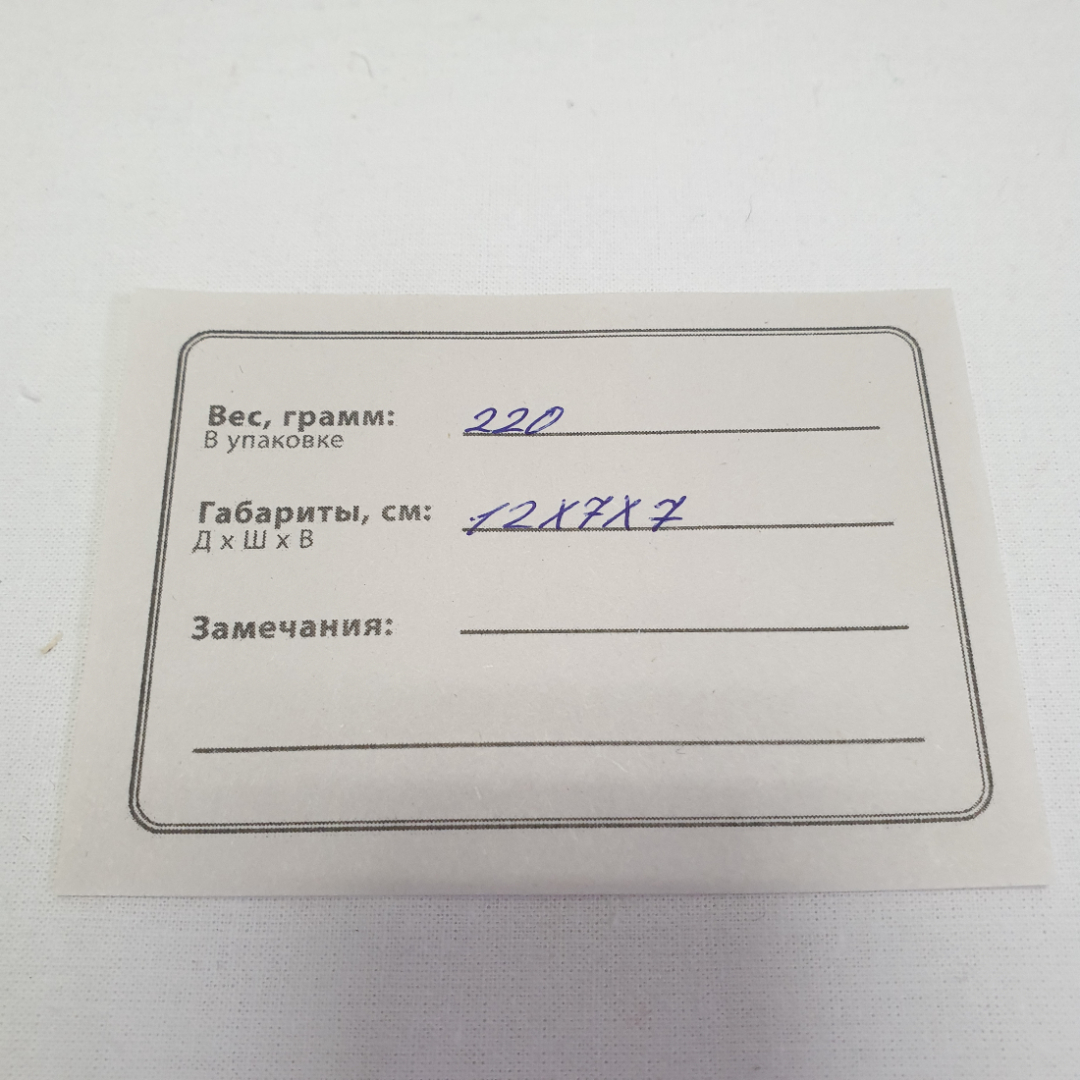 Вес, грамм: 220
В упаковке
Габариты, см: 12х7х7
Д х Ш х В
Замечания: